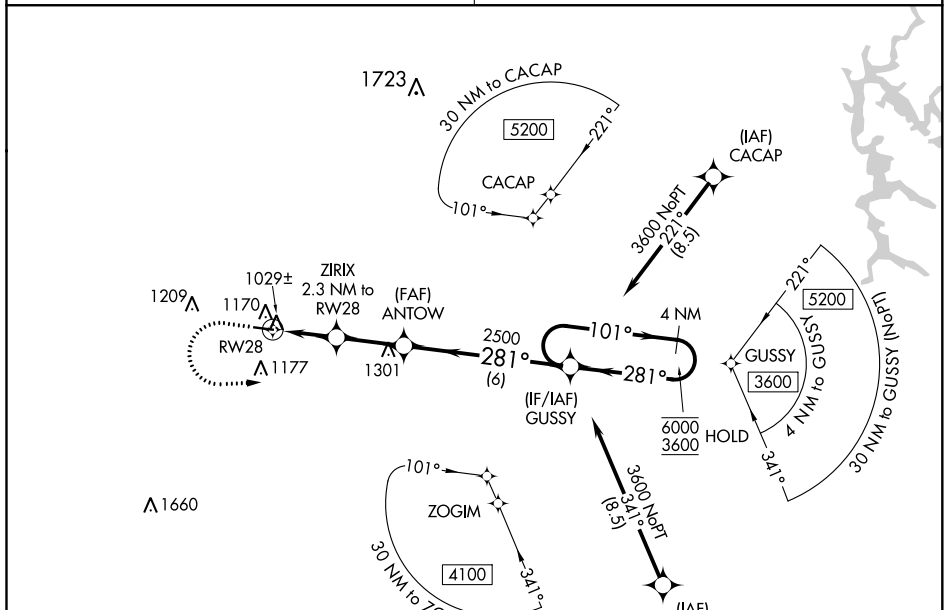 1723
30 NM to CACAP
5200
221°
CACAP
101°
(IAF)
CACAP
3600 NoPT
221°
(8.5)
1209
1029±
1170
RW28
1177
ZIRIX
2.3 NM to
RW28
(FAF)
ANTOW
1301
2500
281°
(6)
101°
4 NM
281°
(IF/IAF)
GUSSY
6000
3600
HOLD
221°
5200
GUSSY
3600
4 NM to GUSSY
30 NM to GUSSY (NoPT)
341°
1660
101°
ZOGIM
4100
341°
30 NM to
3600 NoPT
341°
(8.5)
(IAF)